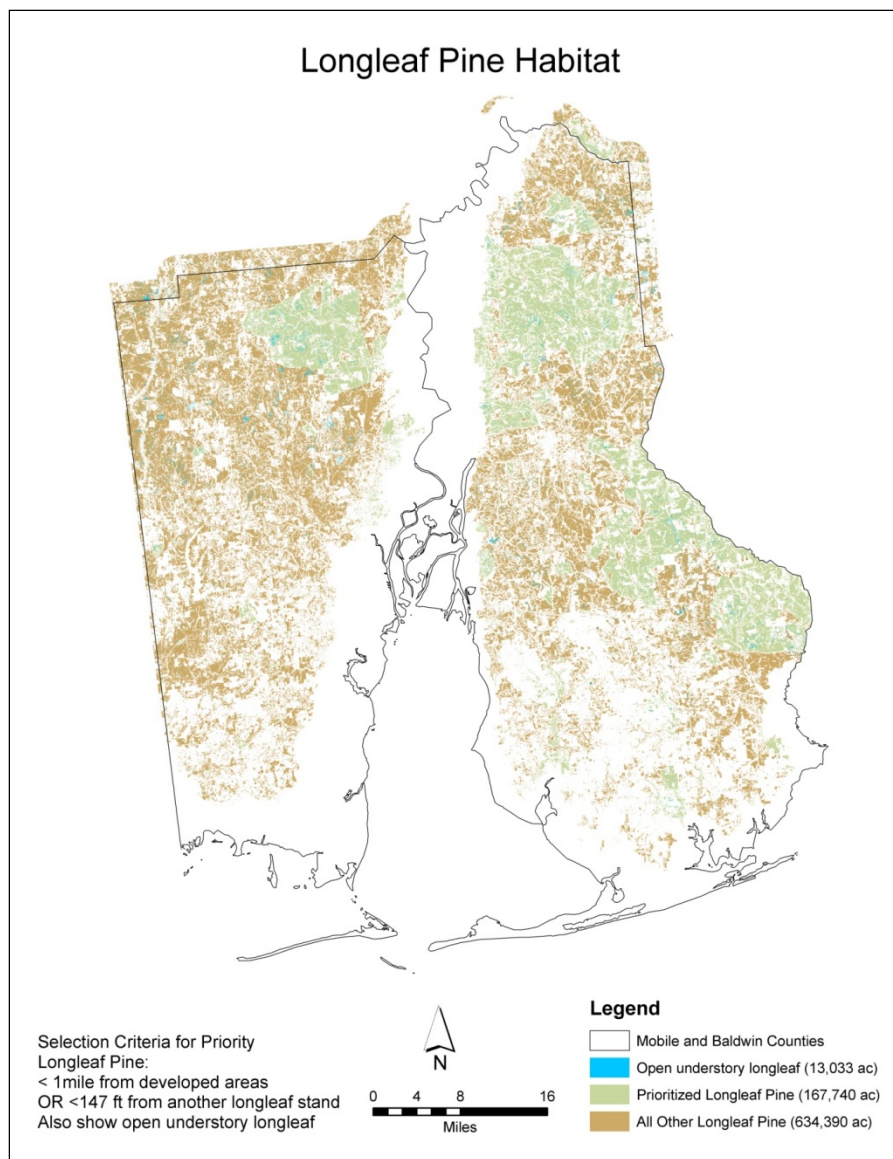 Longleaf Pine Habitat
Selection Criteria for Priority
Longleaf Pine:
< 1mile from developed areas
OR <147 ft from another longleaf stand
Also show open understory longleaf
N
0 4 8 16
Miles
Legend
Mobile and Baldwin Counties
Open understory longleaf (13,033 ac)
Prioritized Longleaf Pine (167,740 ac)
All Other Longleaf Pine (634,390 ac)